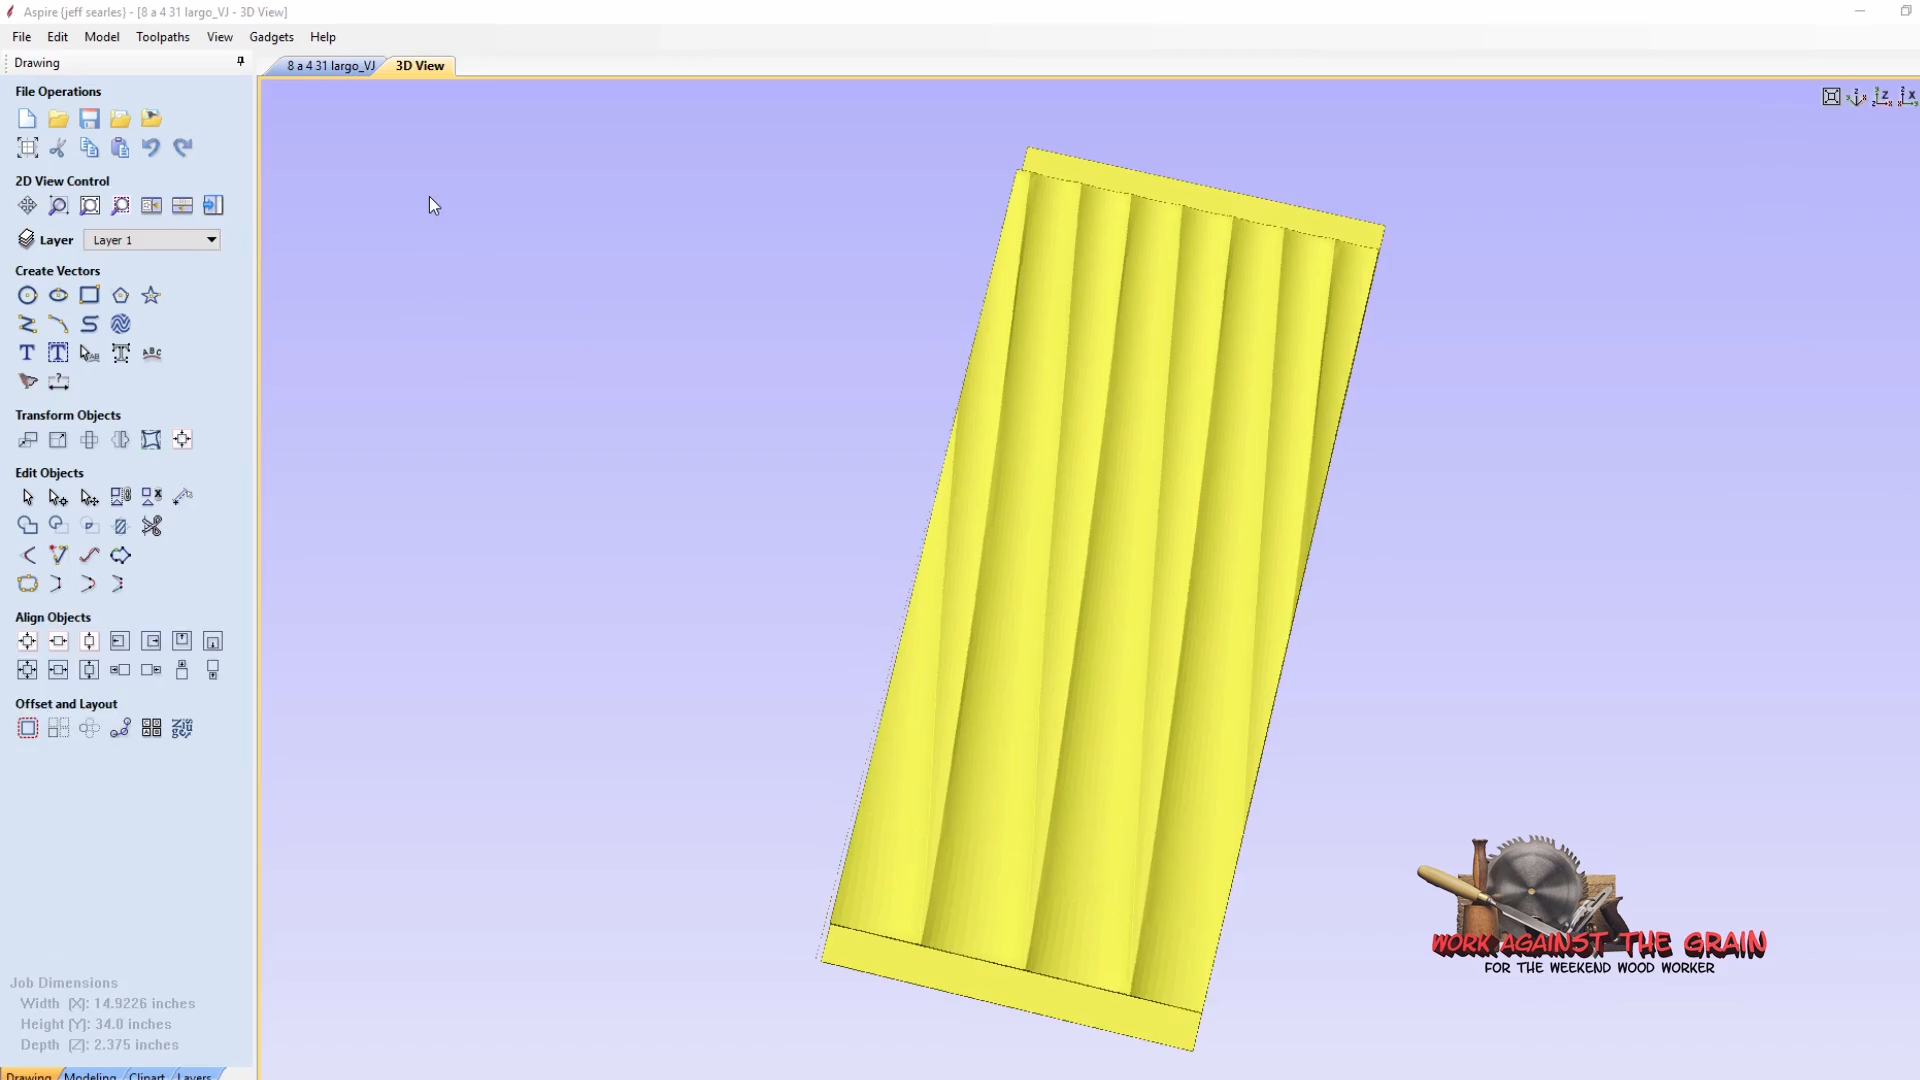 Aspire {jeff searles} - [8 a 4 31 largo_VJ - 3D View]
File Edit Model Toolpaths View Gadgets Help
Drawing
8 a 4 31 largo_VJ 3D View
File Operations
2D View Control
Layer Layer 1
Create Vectors
Transform Objects
Edit Objects
Align Objects
Offset and Layout
Job Dimensions
Width [X]: 14.9226 inches
Height [Y]: 34.0 inches
Depth [Z]: 2.375 inches
Drawing Modeling Clipart Layers
WORK AGAINST THE GRAIN
FOR THE WEEKEND WOOD WORKER